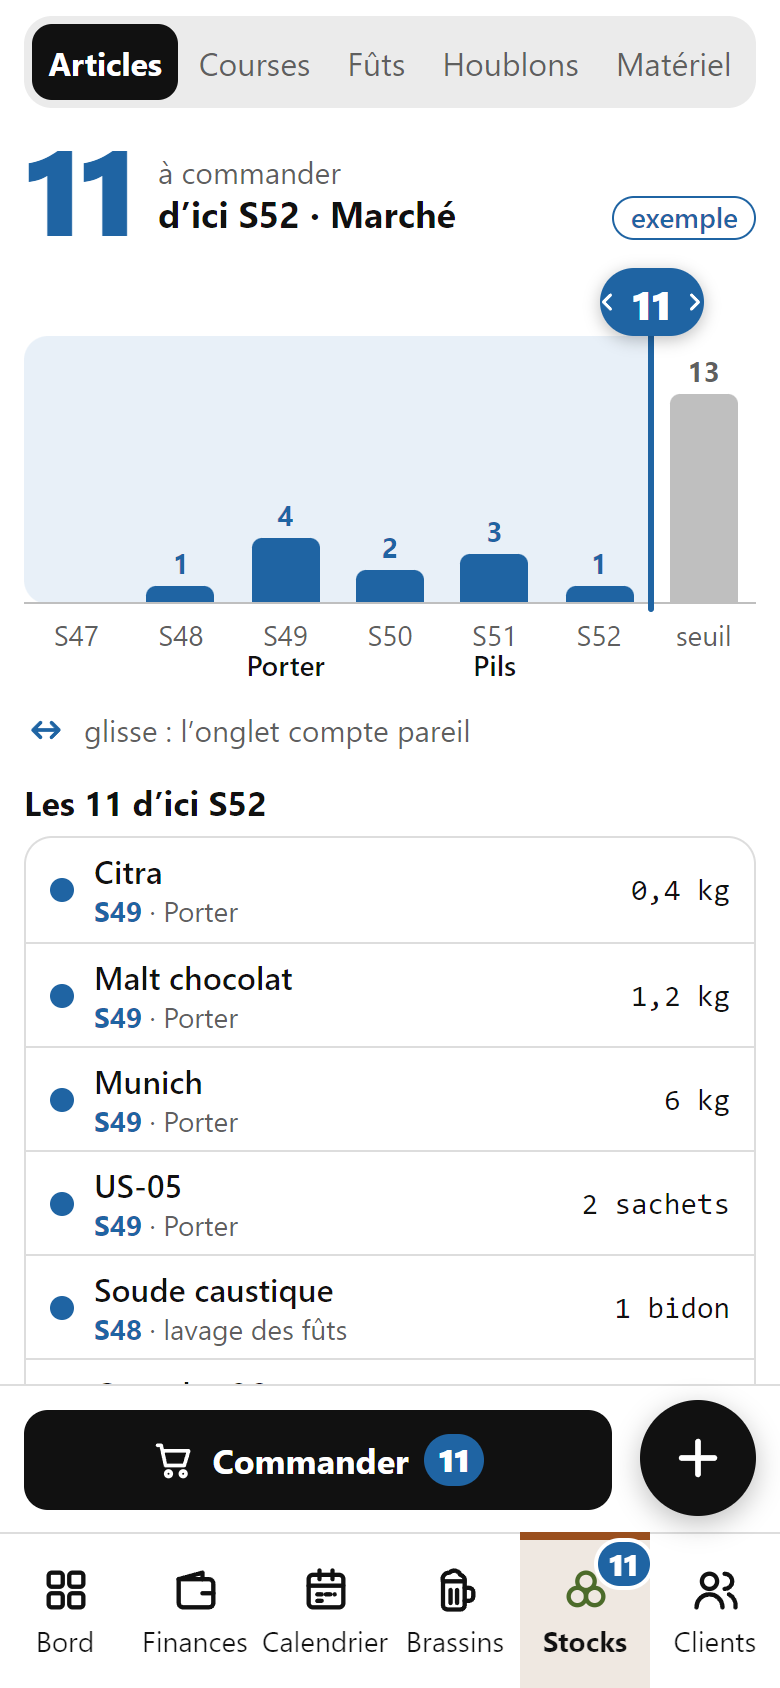 Articles Courses Fûts Houblons Matériel
11 à commander
d’ici S52 · Marché
exemple
11
13
1 4 2 3 1
S47 S48 S49 S50 S51 S52 seuil
Porter Pils
glisse : l’onglet compte pareil
Les 11 d’ici S52
Citra
S49 · Porter
0,4 kg
Malt chocolat
S49 · Porter
1,2 kg
Munich
S49 · Porter
6 kg
US-05
S49 · Porter
2 sachets
Soude caustique
S48 · lavage des fûts
1 bidon
Commander 11
11
Bord Finances Calendrier Brassins Stocks Clients